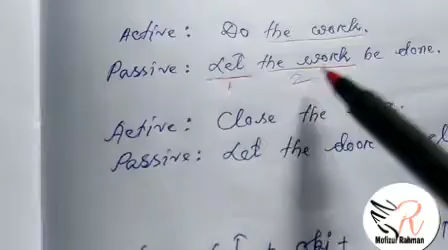 Active: Do the work.
Passive: Let the work be done.
1 2
Active: Close the
Passive: Let the door
Mofizur Rahman